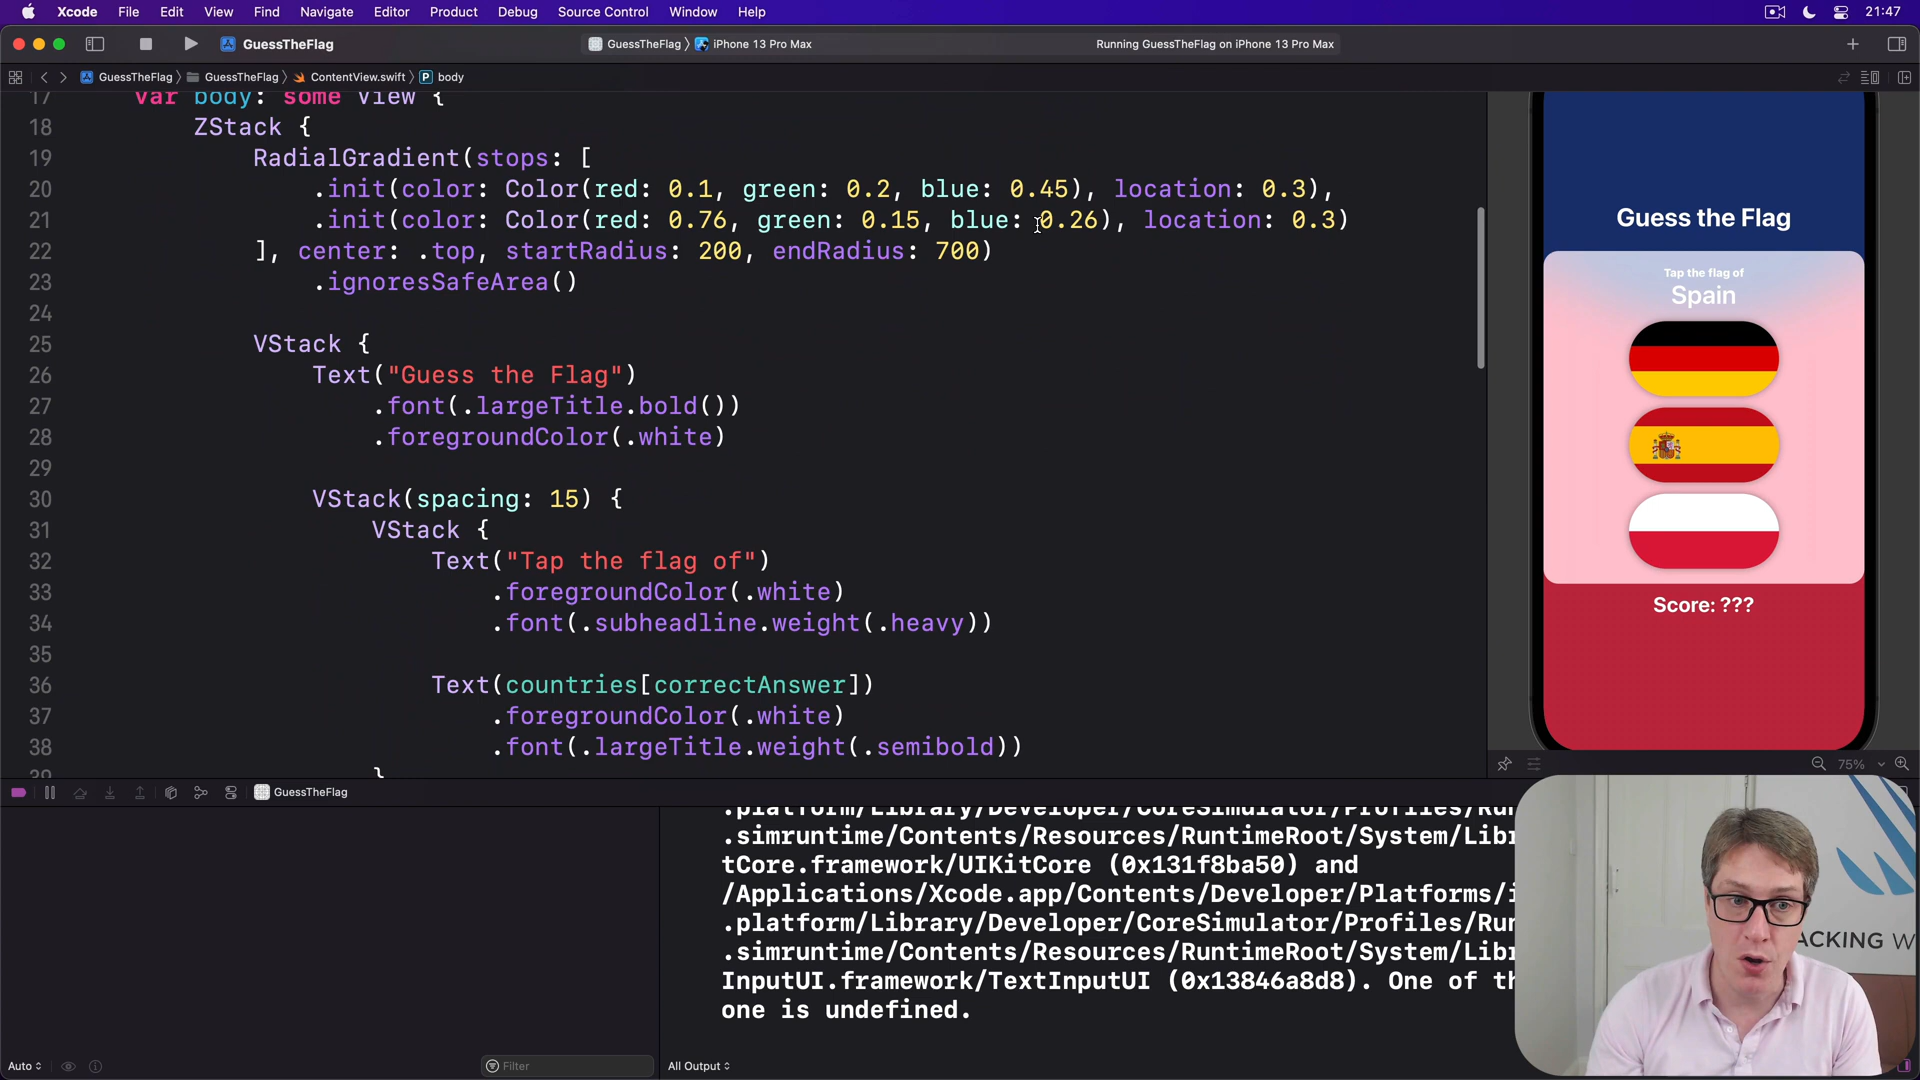 Xcode File Edit View Find Navigate Editor Product Debug Source Control Window Help 21:47
GuessTheFlag GuessTheFlag iPhone 13 Pro Max Running GuessTheFlag on iPhone 13 Pro Max
GuessTheFlag GuessTheFlag ContentView.swift P body
17 var body: some View {
18 ZStack {
19 RadialGradient(stops: [
20 .init(color: Color(red: 0.1, green: 0.2, blue: 0.45), location: 0.3),
21 .init(color: Color(red: 0.76, green: 0.15, blue: 0.26), location: 0.3)
22 ], center: .top, startRadius: 200, endRadius: 700)
23 .ignoresSafeArea()
24
25 VStack {
26 Text("Guess the Flag")
27 .font(.largeTitle.bold())
28 .foregroundColor(.white)
29
30 VStack(spacing: 15) {
31 VStack {
32 Text("Tap the flag of")
33 .foregroundColor(.white)
34 .font(.subheadline.weight(.heavy))
35
36 Text(countries[correctAnswer])
37 .foregroundColor(.white)
38 .font(.largeTitle.weight(.semibold))
39 }
Guess the Flag
Tap the flag of
Spain
Score: ???
75%
GuessTheFlag
.platform/Library/Developer/CoreSimulator/Profiles/Run
.simruntime/Contents/Resources/RuntimeRoot/System/Libr
tCore.framework/UIKitCore (0x131f8ba50) and
/Applications/Xcode.app/Contents/Developer/Platforms/i
.platform/Library/Developer/CoreSimulator/Profiles/Run
.simruntime/Contents/Resources/RuntimeRoot/System/Libr
InputUI.framework/TextInputUI (0x13846a8d8). One of th
one is undefined.
ACKING W
Auto Filter All Output